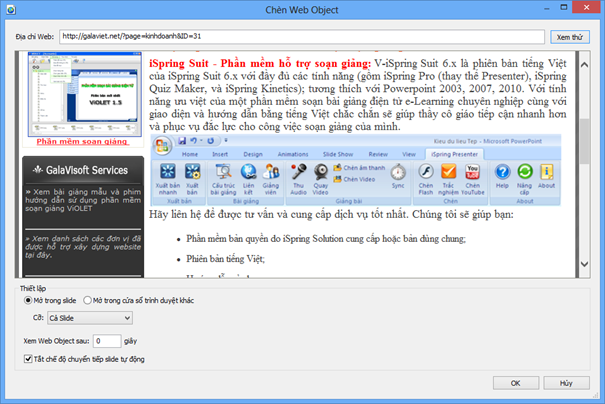 Chèn Web Object
Địa chỉ Web: http://galaviet.net/?page=kinhdoanh&ID=31 Xem thử
ViOLET 1.5
Phần mềm soạn giảng
GalaVisoft Services
» Xem bài giảng mẫu và phim
hướng dẫn sử dụng phần mềm
soạn giảng ViOLET
» Xem danh sách các đơn vị đã
được hỗ trợ xây dựng website
tại đây.
iSpring Suit - Phần mềm hỗ trợ soạn giảng: V-iSpring Suit 6.x là phiên bản tiếng Việt
của iSpring Suit 6.x với đầy đủ các tính năng (gồm iSpring Pro (thay thế Presenter), iSpring
Quiz Maker, và iSpring Kinetics); tương thích với Powerpoint 2003, 2007, 2010. Với tính
năng ưu việt của một phần mềm soạn bài giảng điện tử e-Learning chuyên nghiệp cùng với
giao diện và hướng dẫn bằng tiếng Việt chắc chắn sẽ giúp thầy cô giáo tiếp cận nhanh hơn
và phục vụ đắc lực cho công việc soạn giảng của mình.
Kieu du lieu Tep - Microsoft PowerPoint
Home Insert Design Animations Slide Show Review View iSpring Presenter
Xuất bản nhanh Xuất bản Cấu trúc bài giảng Liên kết Giảng viên Thu Audio Quay Video Chèn âm thanh Chèn Video Sync Chèn Flash Trắc nghiệm Chèn YouTube Help Nâng cấp About
Xuất bản Bài giảng Giảng bài Chèn About
Hãy liên hệ để được tư vấn và cung cấp dịch vụ tốt nhất. Chúng tôi sẽ giúp bạn:
• Phần mềm bản quyền do iSpring Solution cung cấp hoặc bản dùng chung;
• Phiên bản tiếng Việt;
Thiết lập
Mở trong slide Mở trong cửa sổ trình duyệt khác
Cỡ: Cả Slide
Xem Web Object sau: 0 giây
Tắt chế độ chuyển tiếp slide tự động
OK Hủy